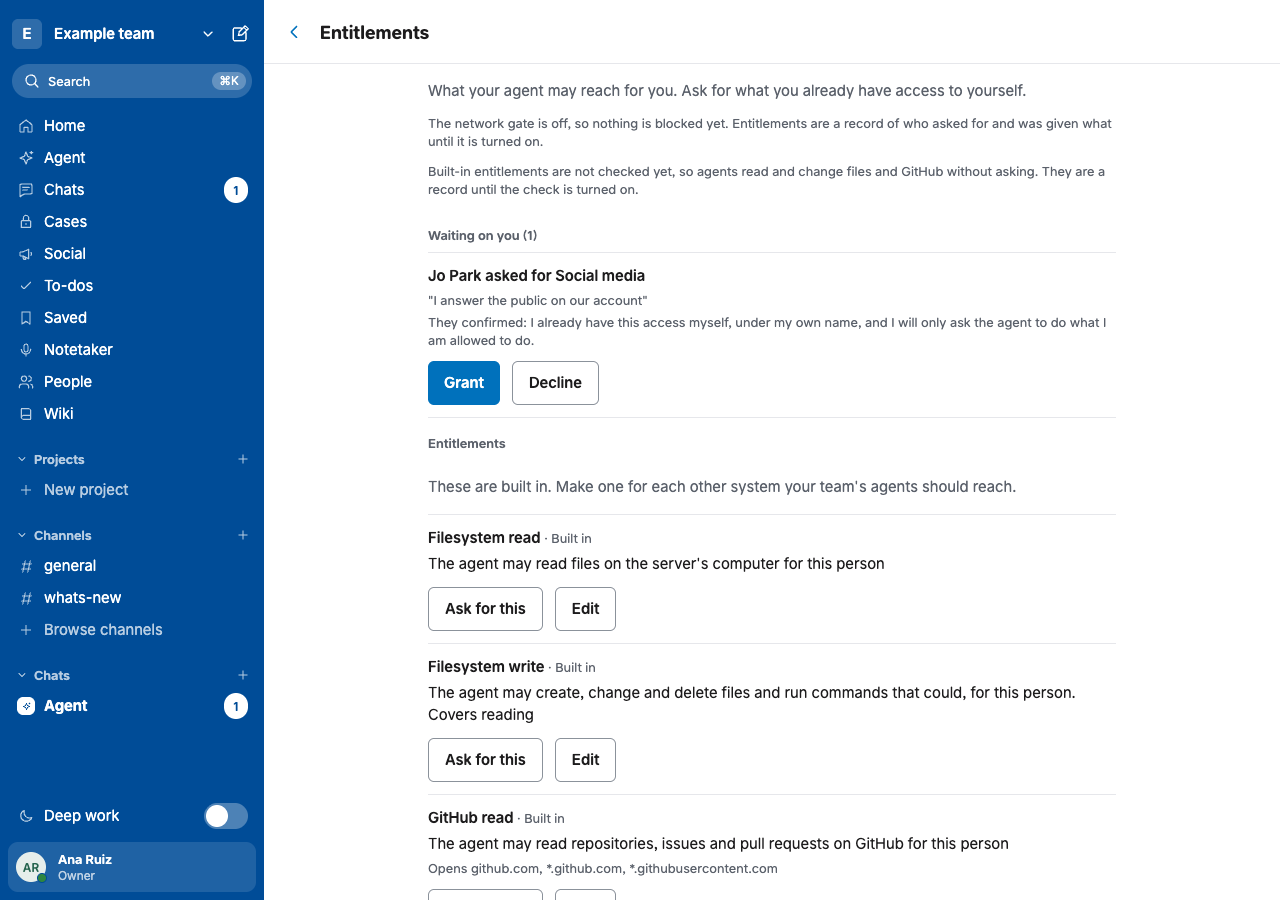 E
Example team
Search
⌘K
Home
Agent
Chats
1
Cases
Social
To-dos
Saved
Notetaker
People
Wiki
Projects
New project
Channels
# general
# whats-new
Browse channels
Chats
Agent
1
Deep work
AR
Ana Ruiz
Owner
Entitlements
What your agent may reach for you. Ask for what you already have access to yourself.
The network gate is off, so nothing is blocked yet. Entitlements are a record of who asked for and was given what
until it is turned on.
Built-in entitlements are not checked yet, so agents read and change files and GitHub without asking. They are a
record until the check is turned on.
Waiting on you (1)
Jo Park asked for Social media
"I answer the public on our account"
They confirmed: I already have this access myself, under my own name, and I will only ask the agent to do what I
am allowed to do.
Grant
Decline
Entitlements
These are built in. Make one for each other system your team's agents should reach.
Filesystem read · Built in
The agent may read files on the server's computer for this person
Ask for this
Edit
Filesystem write · Built in
The agent may create, change and delete files and run commands that could, for this person.
Covers reading
Ask for this
Edit
GitHub read · Built in
The agent may read repositories, issues and pull requests on GitHub for this person
Opens github.com, *.github.com, *.githubusercontent.com